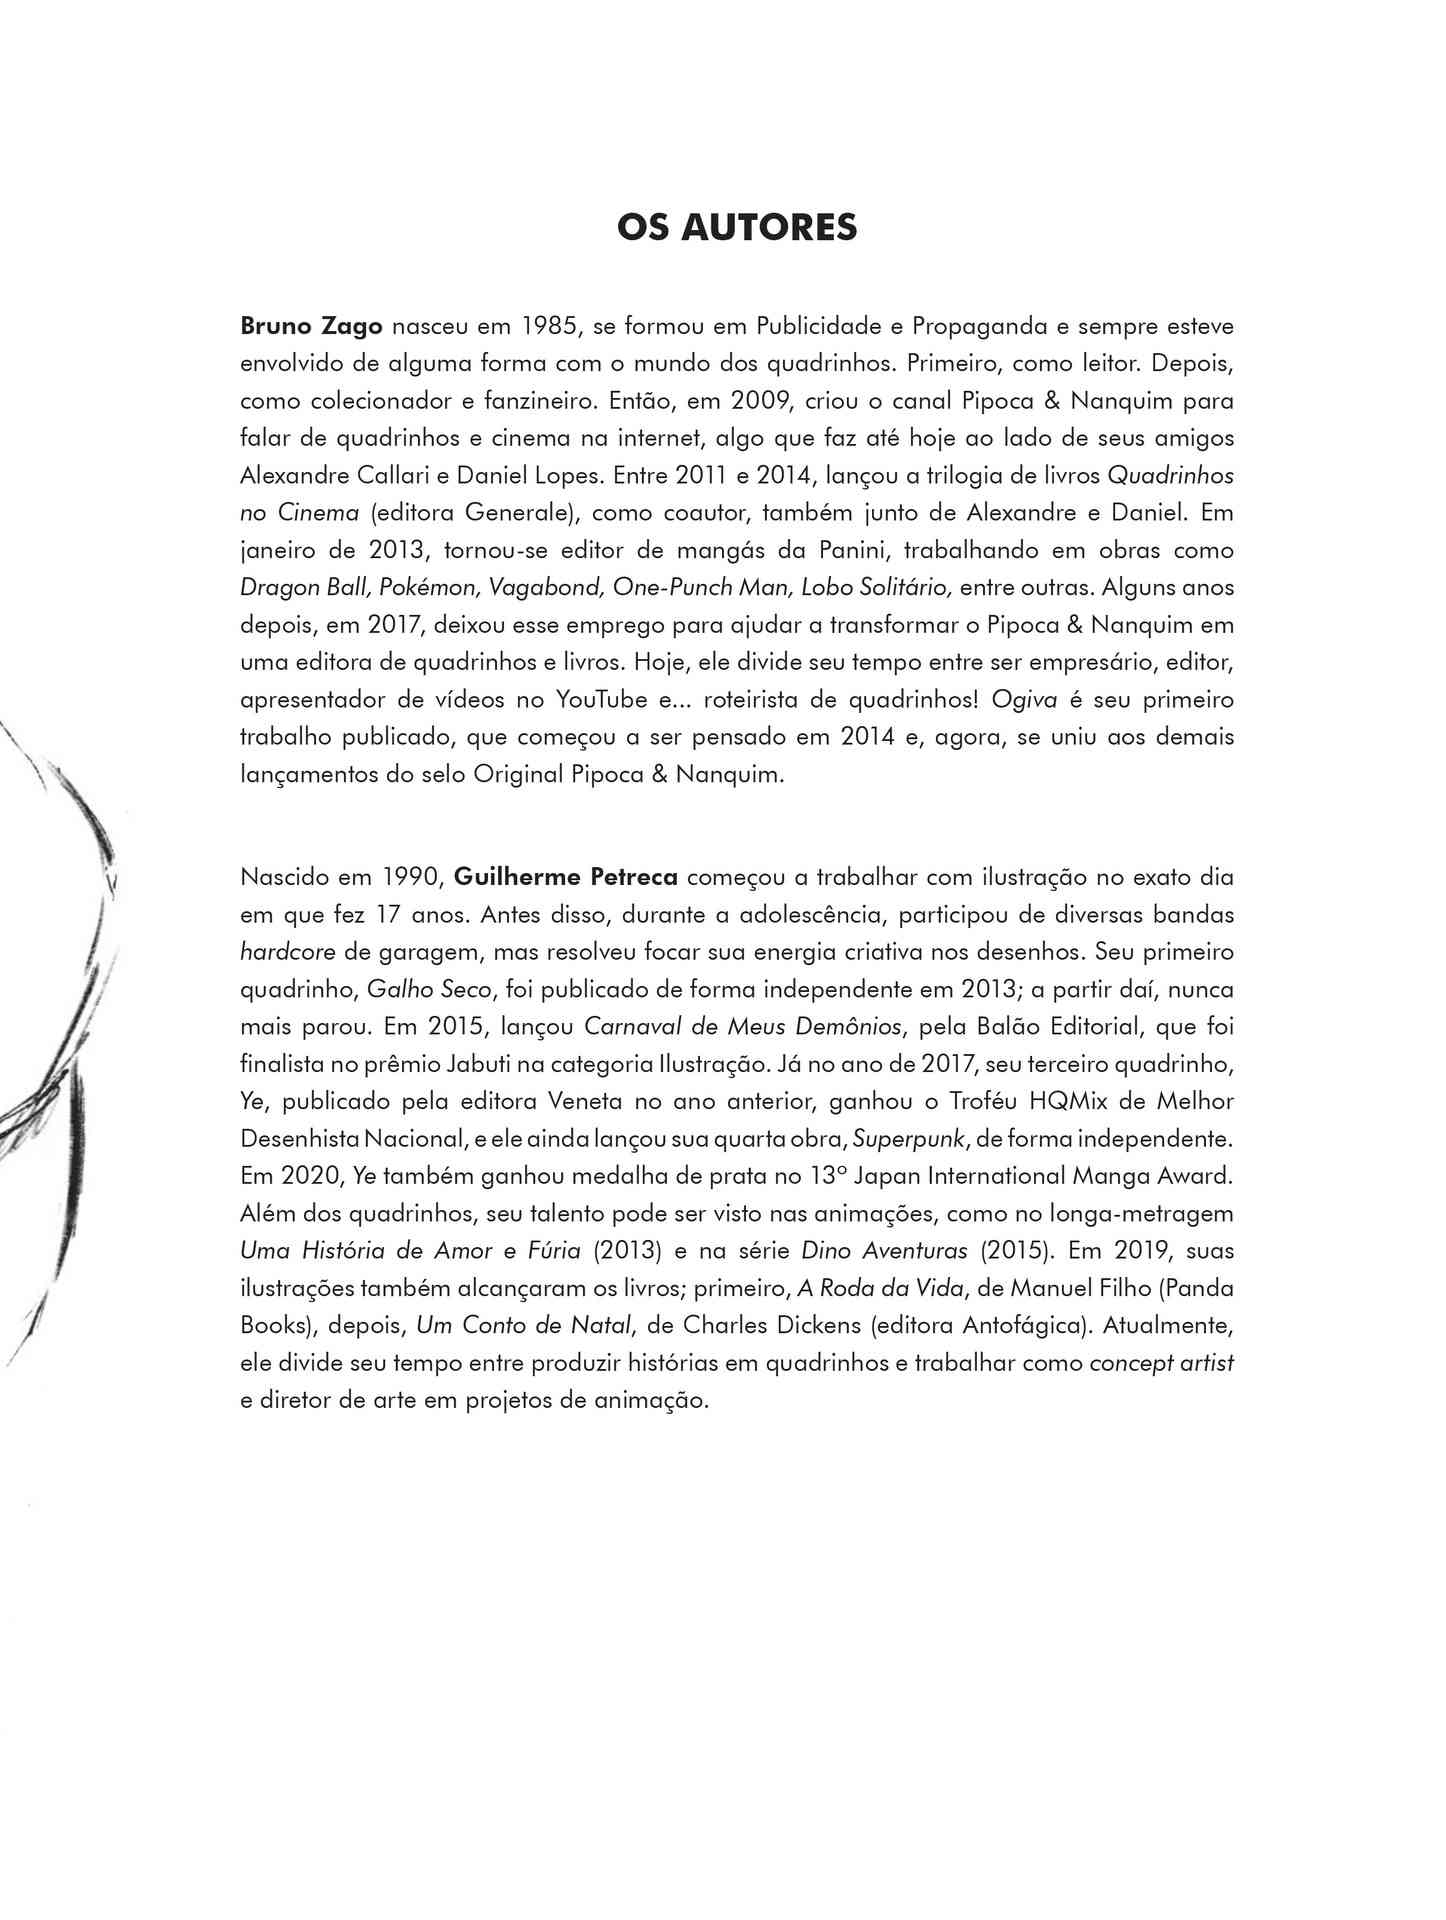 OS AUTORES
Bruno Zago nasceu em 1985, se formou em Publicidade e Propaganda e sempre esteve
envolvido de alguma forma com o mundo dos quadrinhos. Primeiro, como leitor. Depois,
como colecionador e fanzineiro. Então, em 2009, criou o canal Pipoca & Nanquim para
falar de quadrinhos e cinema na internet, algo que faz até hoje ao lado de seus amigos
Alexandre Callari e Daniel Lopes. Entre 2011 e 2014, lançou a trilogia de livros Quadrinhos
no Cinema (editora Generale), como coautor, também junto de Alexandre e Daniel. Em
janeiro de 2013, tornou-se editor de mangás da Panini, trabalhando em obras como
Dragon Ball, Pokémon, Vagabond, One-Punch Man, Lobo Solitário, entre outras. Alguns anos
depois, em 2017, deixou esse emprego para ajudar a transformar o Pipoca & Nanquim em
uma editora de quadrinhos e livros. Hoje, ele divide seu tempo entre ser empresário, editor,
apresentador de vídeos no YouTube e... roteirista de quadrinhos! Ogiva é seu primeiro
trabalho publicado, que começou a ser pensado em 2014 e, agora, se uniu aos demais
lançamentos do selo Original Pipoca & Nanquim.
Nascido em 1990, Guilherme Petreca começou a trabalhar com ilustração no exato dia
em que fez 17 anos. Antes disso, durante a adolescência, participou de diversas bandas
hardcore de garagem, mas resolveu focar sua energia criativa nos desenhos. Seu primeiro
quadrinho, Galho Seco, foi publicado de forma independente em 2013; a partir daí, nunca
mais parou. Em 2015, lançou Carnaval de Meus Demônios, pela Balão Editorial, que foi
finalista no prêmio Jabuti na categoria Ilustração. Já no ano de 2017, seu terceiro quadrinho,
Ye, publicado pela editora Veneta no ano anterior, ganhou o Troféu HQMix de Melhor
Desenhista Nacional, e ele ainda lançou sua quarta obra, Superpunk, de forma independente.
Em 2020, Ye também ganhou medalha de prata no 13º Japan International Manga Award.
Além dos quadrinhos, seu talento pode ser visto nas animações, como no longa-metragem
Uma História de Amor e Fúria (2013) e na série Dino Aventuras (2015). Em 2019, suas
ilustrações também alcançaram os livros; primeiro, A Roda da Vida, de Manuel Filho (Panda
Books), depois, Um Conto de Natal, de Charles Dickens (editora Antofágica). Atualmente,
ele divide seu tempo entre produzir histórias em quadrinhos e trabalhar como concept artist
e diretor de arte em projetos de animação.